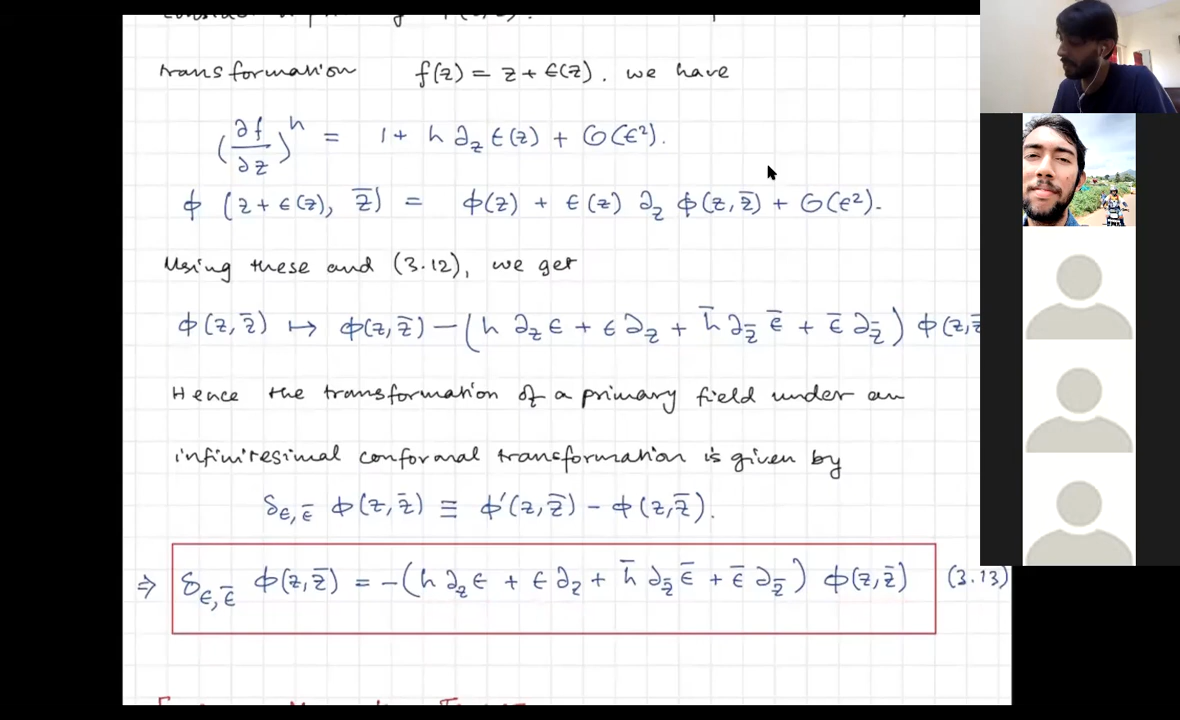 transformation f(z) = z + ϵ(z). we have
(∂f/∂z)^h = 1 + h ∂_z ϵ(z) + O(ϵ²).
ϕ (z + ϵ(z), z̄) = ϕ(z) + ϵ(z) ∂_z ϕ(z, z̄) + O(ϵ²).
Using these and (3.12), we get
ϕ(z, z̄) ↦ ϕ(z, z̄) − (h ∂_z ϵ + ϵ ∂_z + h̄ ∂_z̄ ϵ̄ + ϵ̄ ∂_z̄) ϕ(z, z̄
Hence the transformation of a primary field under an
infinitesimal conformal transformation is given by
δ_ϵ,ϵ̄ ϕ(z, z̄) ≡ ϕ′(z, z̄) − ϕ(z, z̄).
⇒ δ_ϵ,ϵ̄ ϕ(z, z̄) = −(h ∂_z ϵ + ϵ ∂_z + h̄ ∂_z̄ ϵ̄ + ϵ̄ ∂_z̄) ϕ(z, z̄) (3.13)